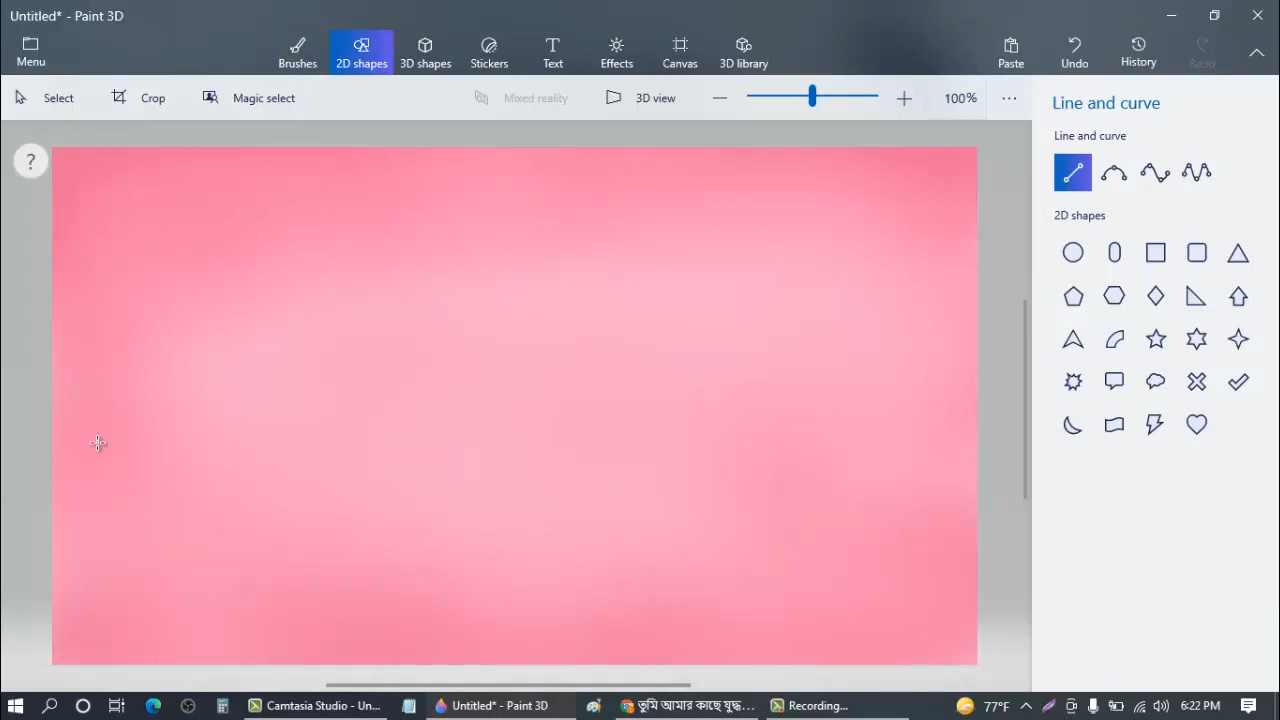 Untitled* - Paint 3D
Menu
Brushes
2D shapes
3D shapes
Stickers
Text
Effects
Canvas
3D library
Paste
Undo
History
Redo
Select
Crop
Magic select
Mixed reality
3D view
100%
Line and curve
Line and curve
2D shapes
?
Camtasia Studio - Un...
Untitled* - Paint 3D
তুমি আমার কাছে যুদ্ধ...
Recording...
77°F
6:22 PM